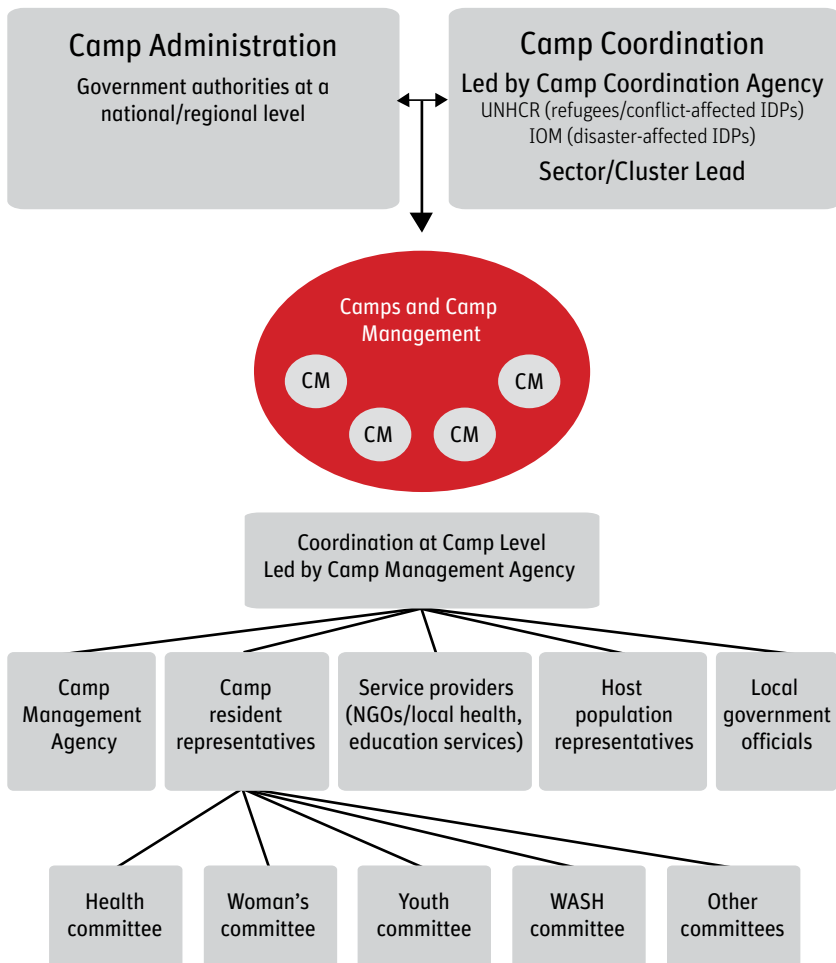 Camp Administration
Government authorities at a
national/regional level
Camp Coordination
Led by Camp Coordination Agency
UNHCR (refugees/conflict-affected IDPs)
IOM (disaster-affected IDPs)
Sector/Cluster Lead
Camps and Camp
Management
CM
CM
CM
CM
Coordination at Camp Level
Led by Camp Management Agency
Camp
Management
Agency
Camp
resident
representatives
Service providers
(NGOs/local health,
education services)
Host
population
representatives
Local
government
officials
Health
committee
Woman's
committee
Youth
committee
WASH
committee
Other
committees